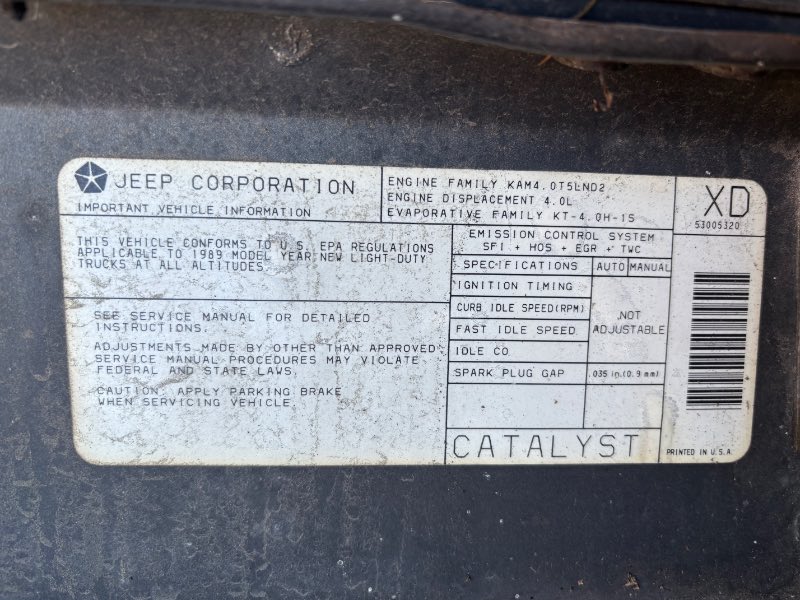 JEEP CORPORATION
IMPORTANT VEHICLE INFORMATION
THIS VEHICLE CONFORMS TO U.S. EPA REGULATIONS
APPLICABLE TO 1989 MODEL YEAR NEW LIGHT-DUTY
TRUCKS AT ALL ALTITUDES.
SEE SERVICE MANUAL FOR DETAILED
INSTRUCTIONS.
ADJUSTMENTS MADE BY OTHER THAN APPROVED
SERVICE MANUAL PROCEDURES MAY VIOLATE
FEDERAL AND STATE LAWS.
CAUTION: APPLY PARKING BRAKE
WHEN SERVICING VEHICLE.
ENGINE FAMILY KAM4.0T5LND2
ENGINE DISPLACEMENT 4.0L
EVAPORATIVE FAMILY KT-4.0H-1S
EMISSION CONTROL SYSTEM
SFI + HOS + EGR + TWC
SPECIFICATIONS AUTO MANUAL
IGNITION TIMING
CURB IDLE SPEED(RPM)
FAST IDLE SPEED
IDLE CO
NOT
ADJUSTABLE
SPARK PLUG GAP .035 in.(0.9 mm)
CATALYST
XD
53005320
PRINTED IN U.S.A.